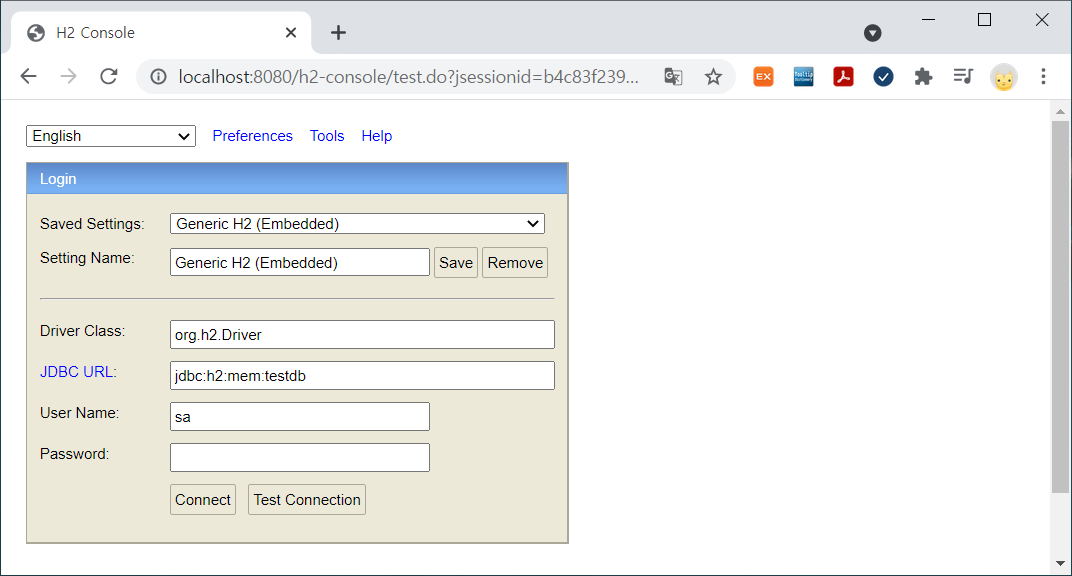 H2 Console
localhost:8080/h2-console/test.do?jsessionid=b4c83f239...
EX
English Preferences Tools Help
Login
Saved Settings: Generic H2 (Embedded)
Setting Name: Generic H2 (Embedded) Save Remove
Driver Class: org.h2.Driver
JDBC URL: jdbc:h2:mem:testdb
User Name: sa
Password:
Connect Test Connection